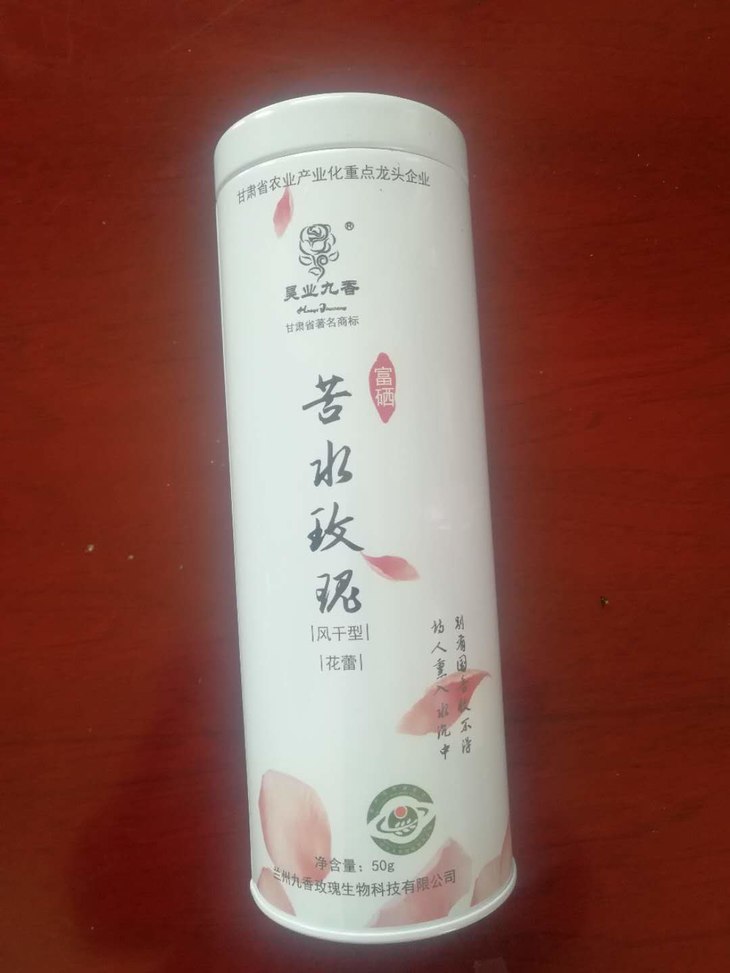 甘肃省农业产业化重点龙头企业
®
昊业九香
甘肃省著名商标
富硒
苦水玫瑰
|风干型|
|花蕾|
别有国香收不得
诗人熏入水沉中
净含量：50g
兰州九香玫瑰生物科技有限公司